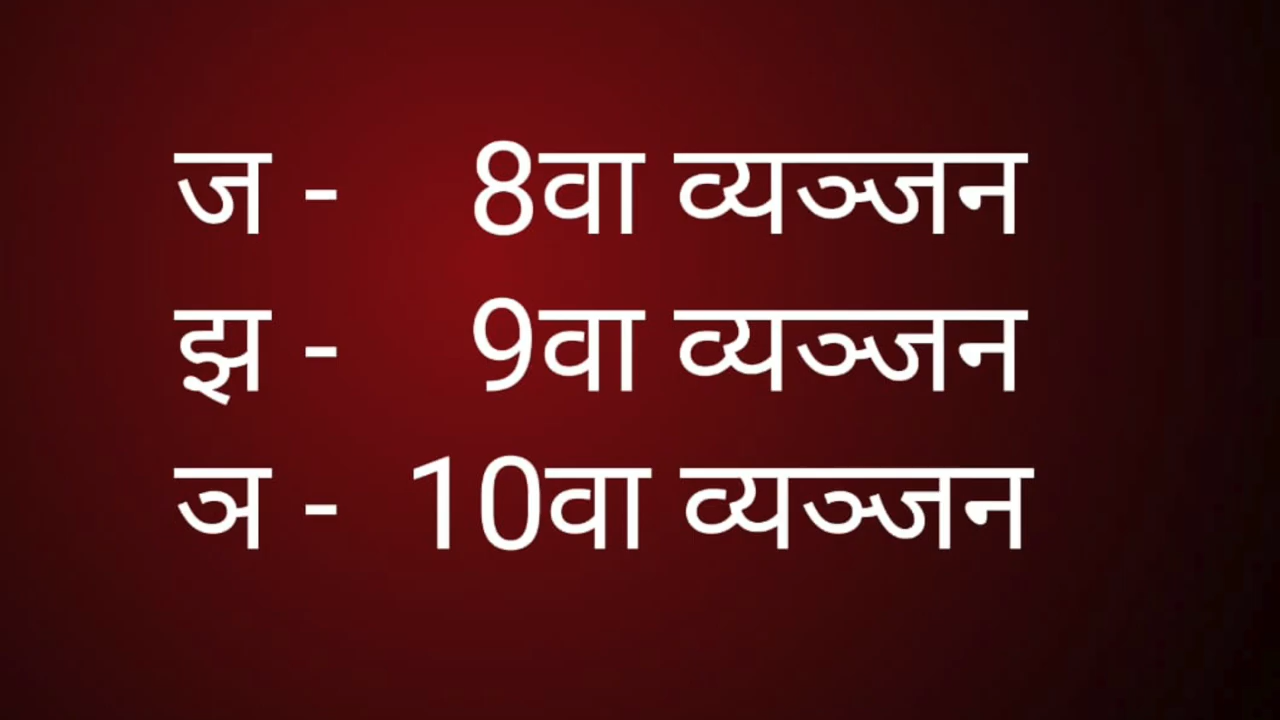 ज - 8वा व्यञ्जन
झ - 9वा व्यञ्जन
ञ - 10वा व्यञ्जन